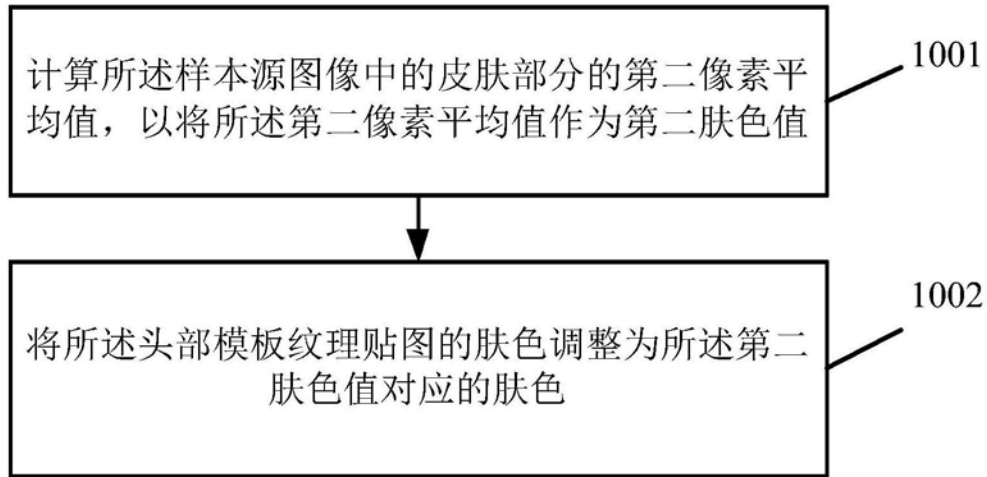 计算所述样本源图像中的皮肤部分的第二像素平
均值，以将所述第二像素平均值作为第二肤色值
1001
将所述头部模板纹理贴图的肤色调整为所述第二
肤色值对应的肤色
1002